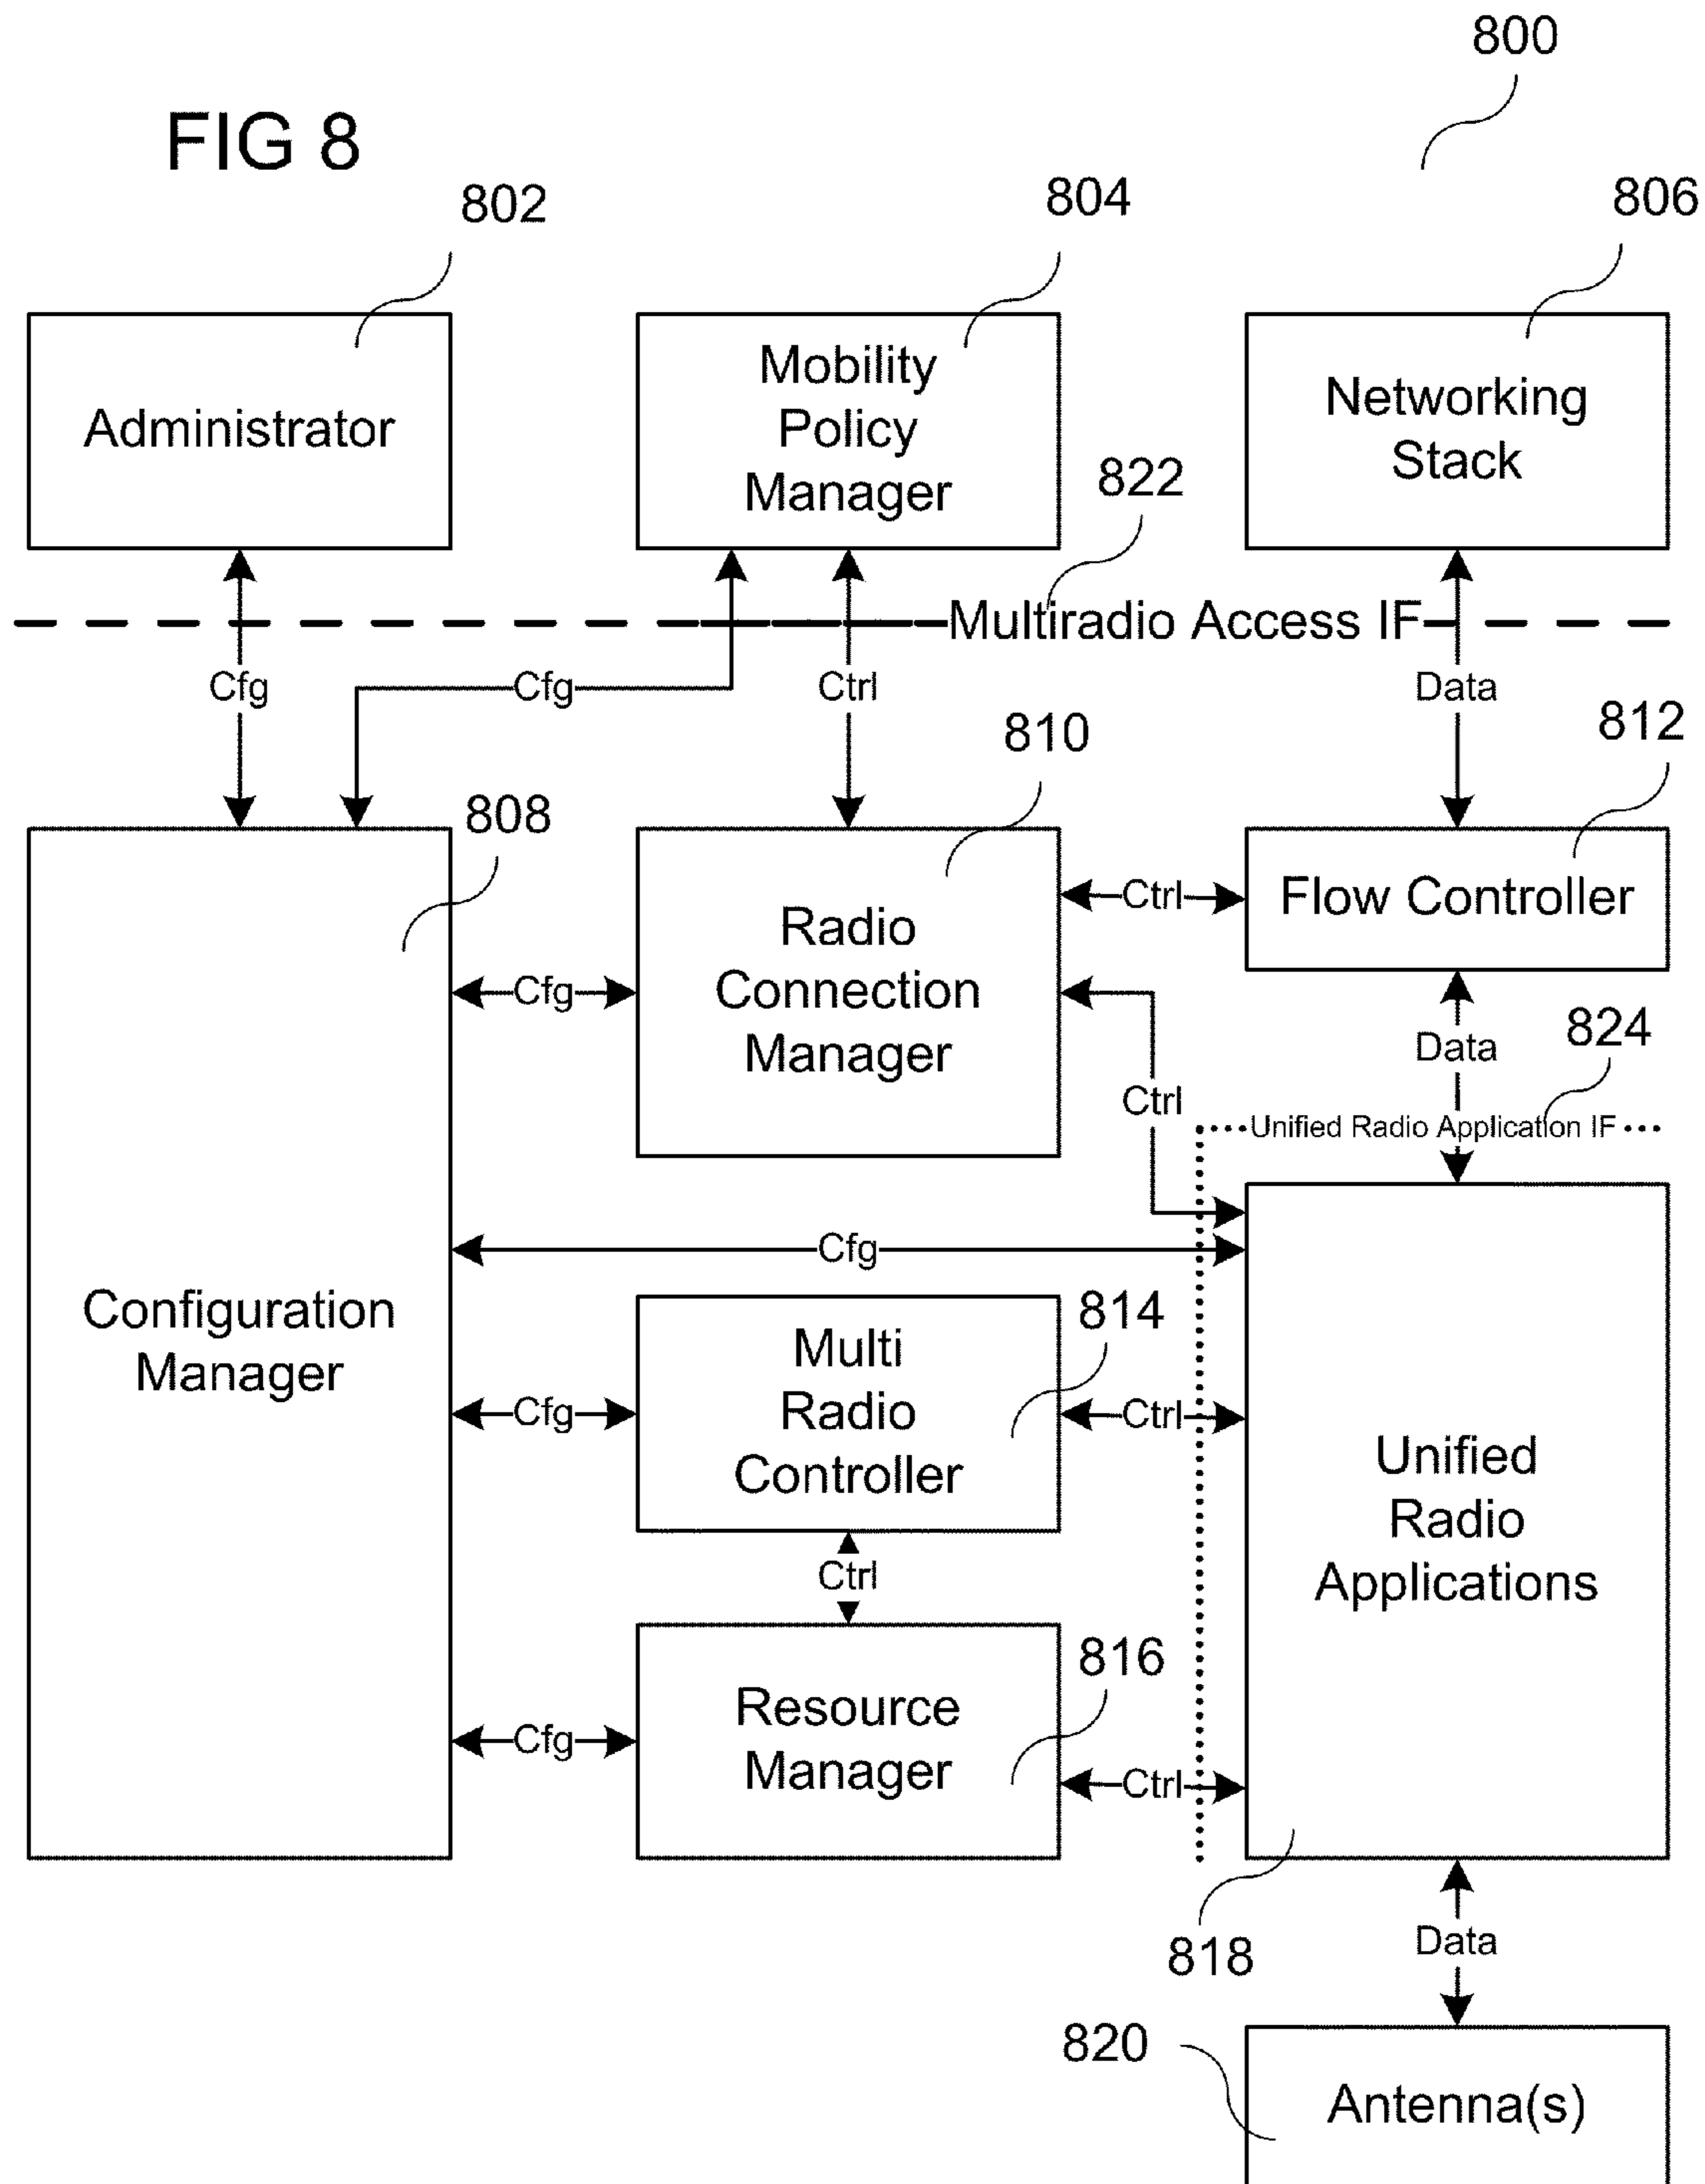 800
FIG 8
802
804
806
Administrator
Mobility
Policy
Manager
Networking
Stack
822
Multiradio Access IF
Cfg
Cfg
Ctrl
Data
808
810
812
Radio
Connection
Manager
Ctrl
Flow Controller
Cfg
Data
824
Ctrl
Unified Radio Application IF
Cfg
Configuration
Manager
814
Multi
Radio
Controller
Cfg
Ctrl
Unified
Radio
Applications
Ctrl
816
Resource
Manager
Cfg
Ctrl
818
Data
820
Antenna(s)